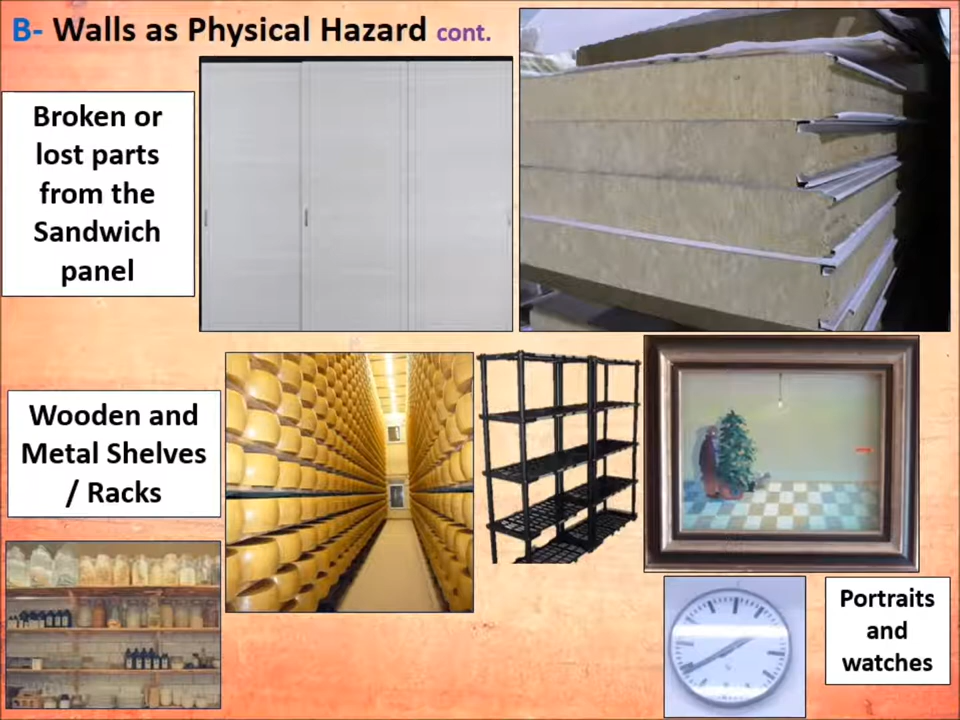 B- Walls as Physical Hazard cont.
Broken or
lost parts
from the
Sandwich
panel
Wooden and
Metal Shelves
/ Racks
Portraits
and
watches